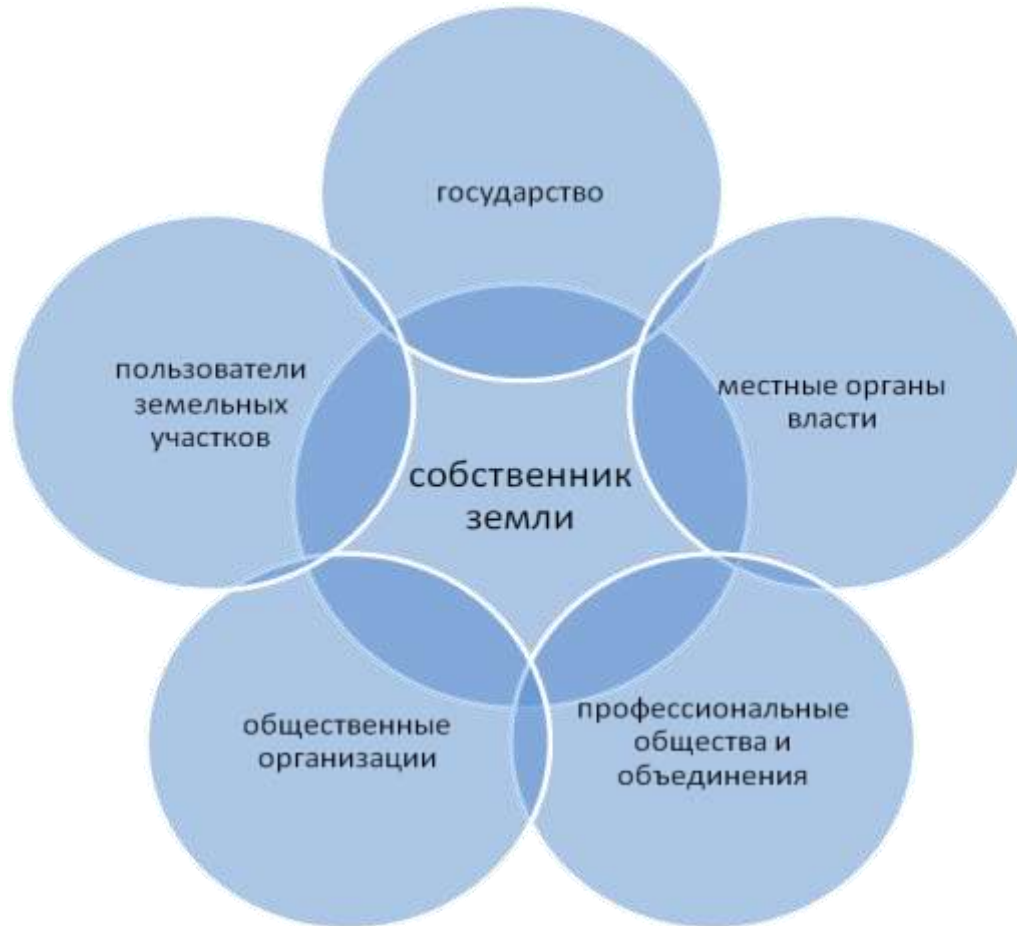 государство
пользователи
земельных
участков
местные органы
власти
собственник
земли
общественные
организации
профессиональные
общества и
объединения